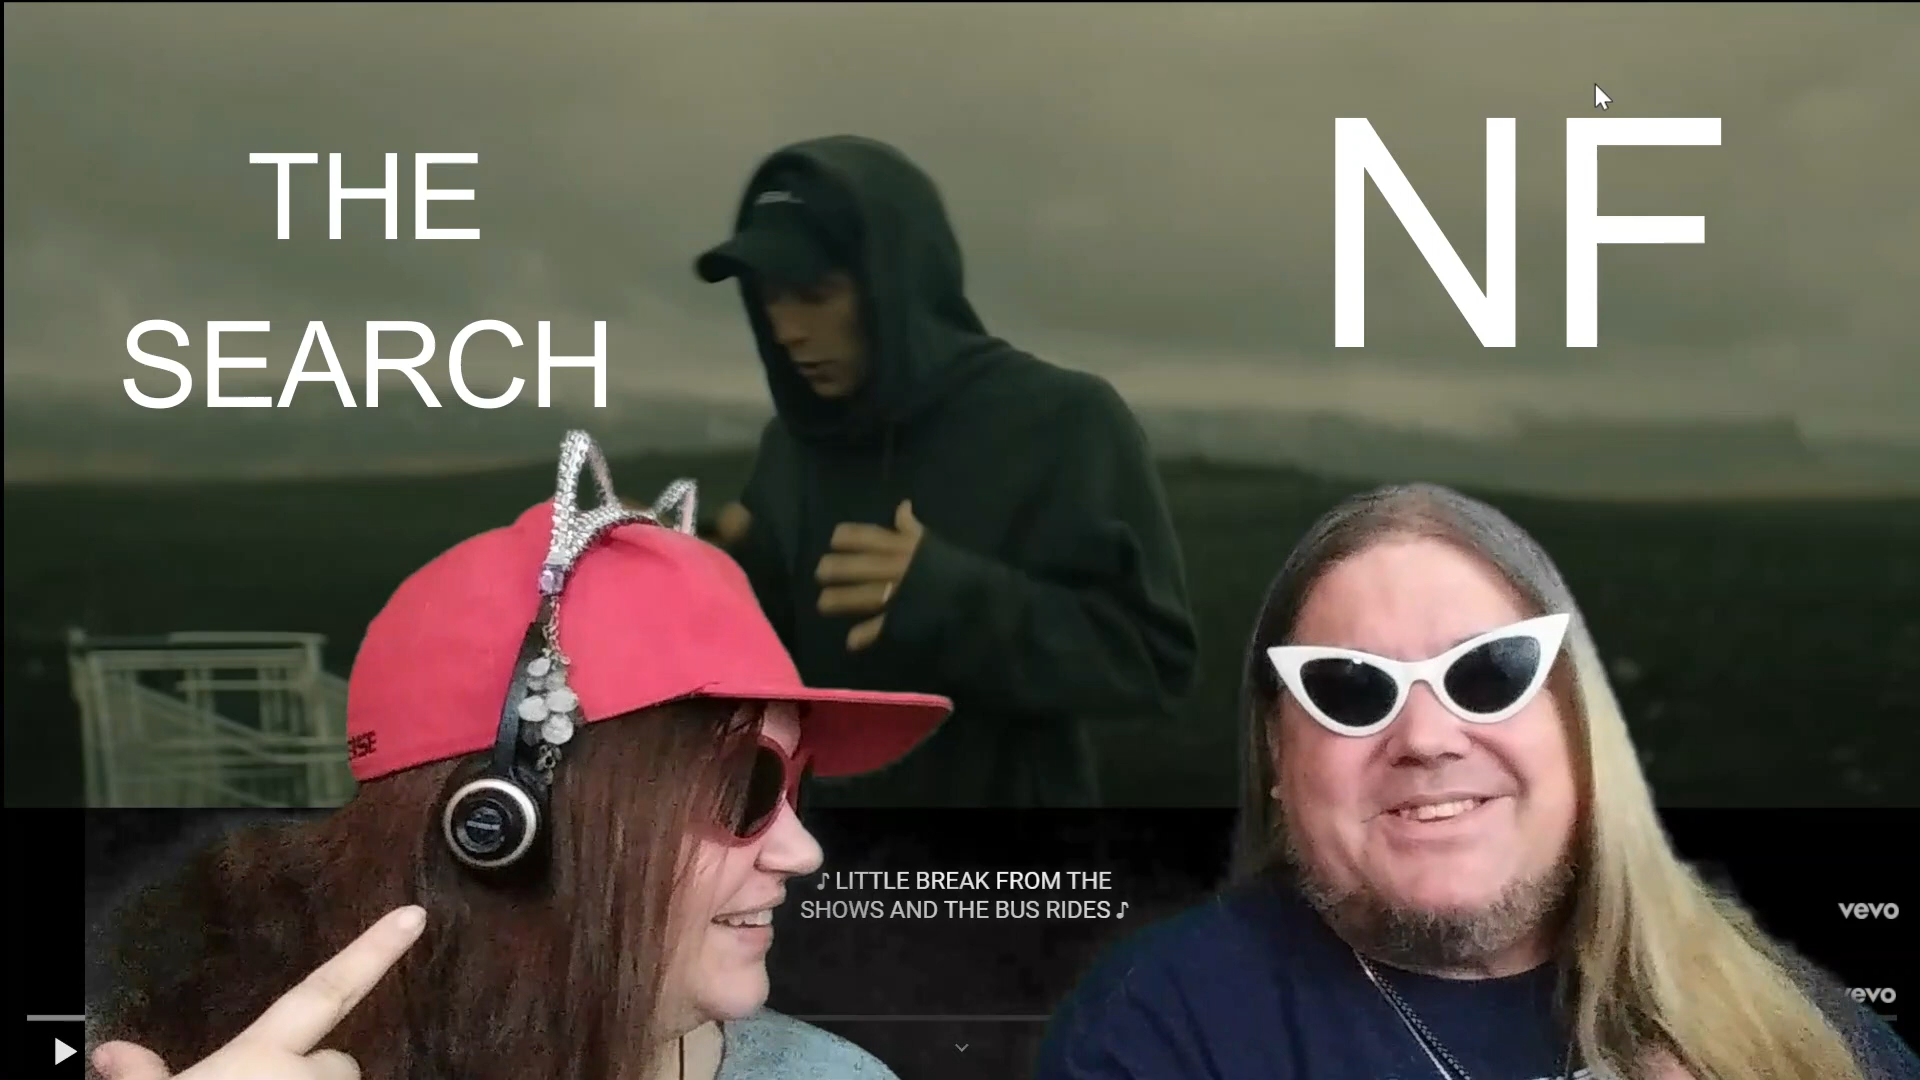 THE
SEARCH
NF
♪ LITTLE BREAK FROM THE
SHOWS AND THE BUS RIDES ♪
vevo
vevo